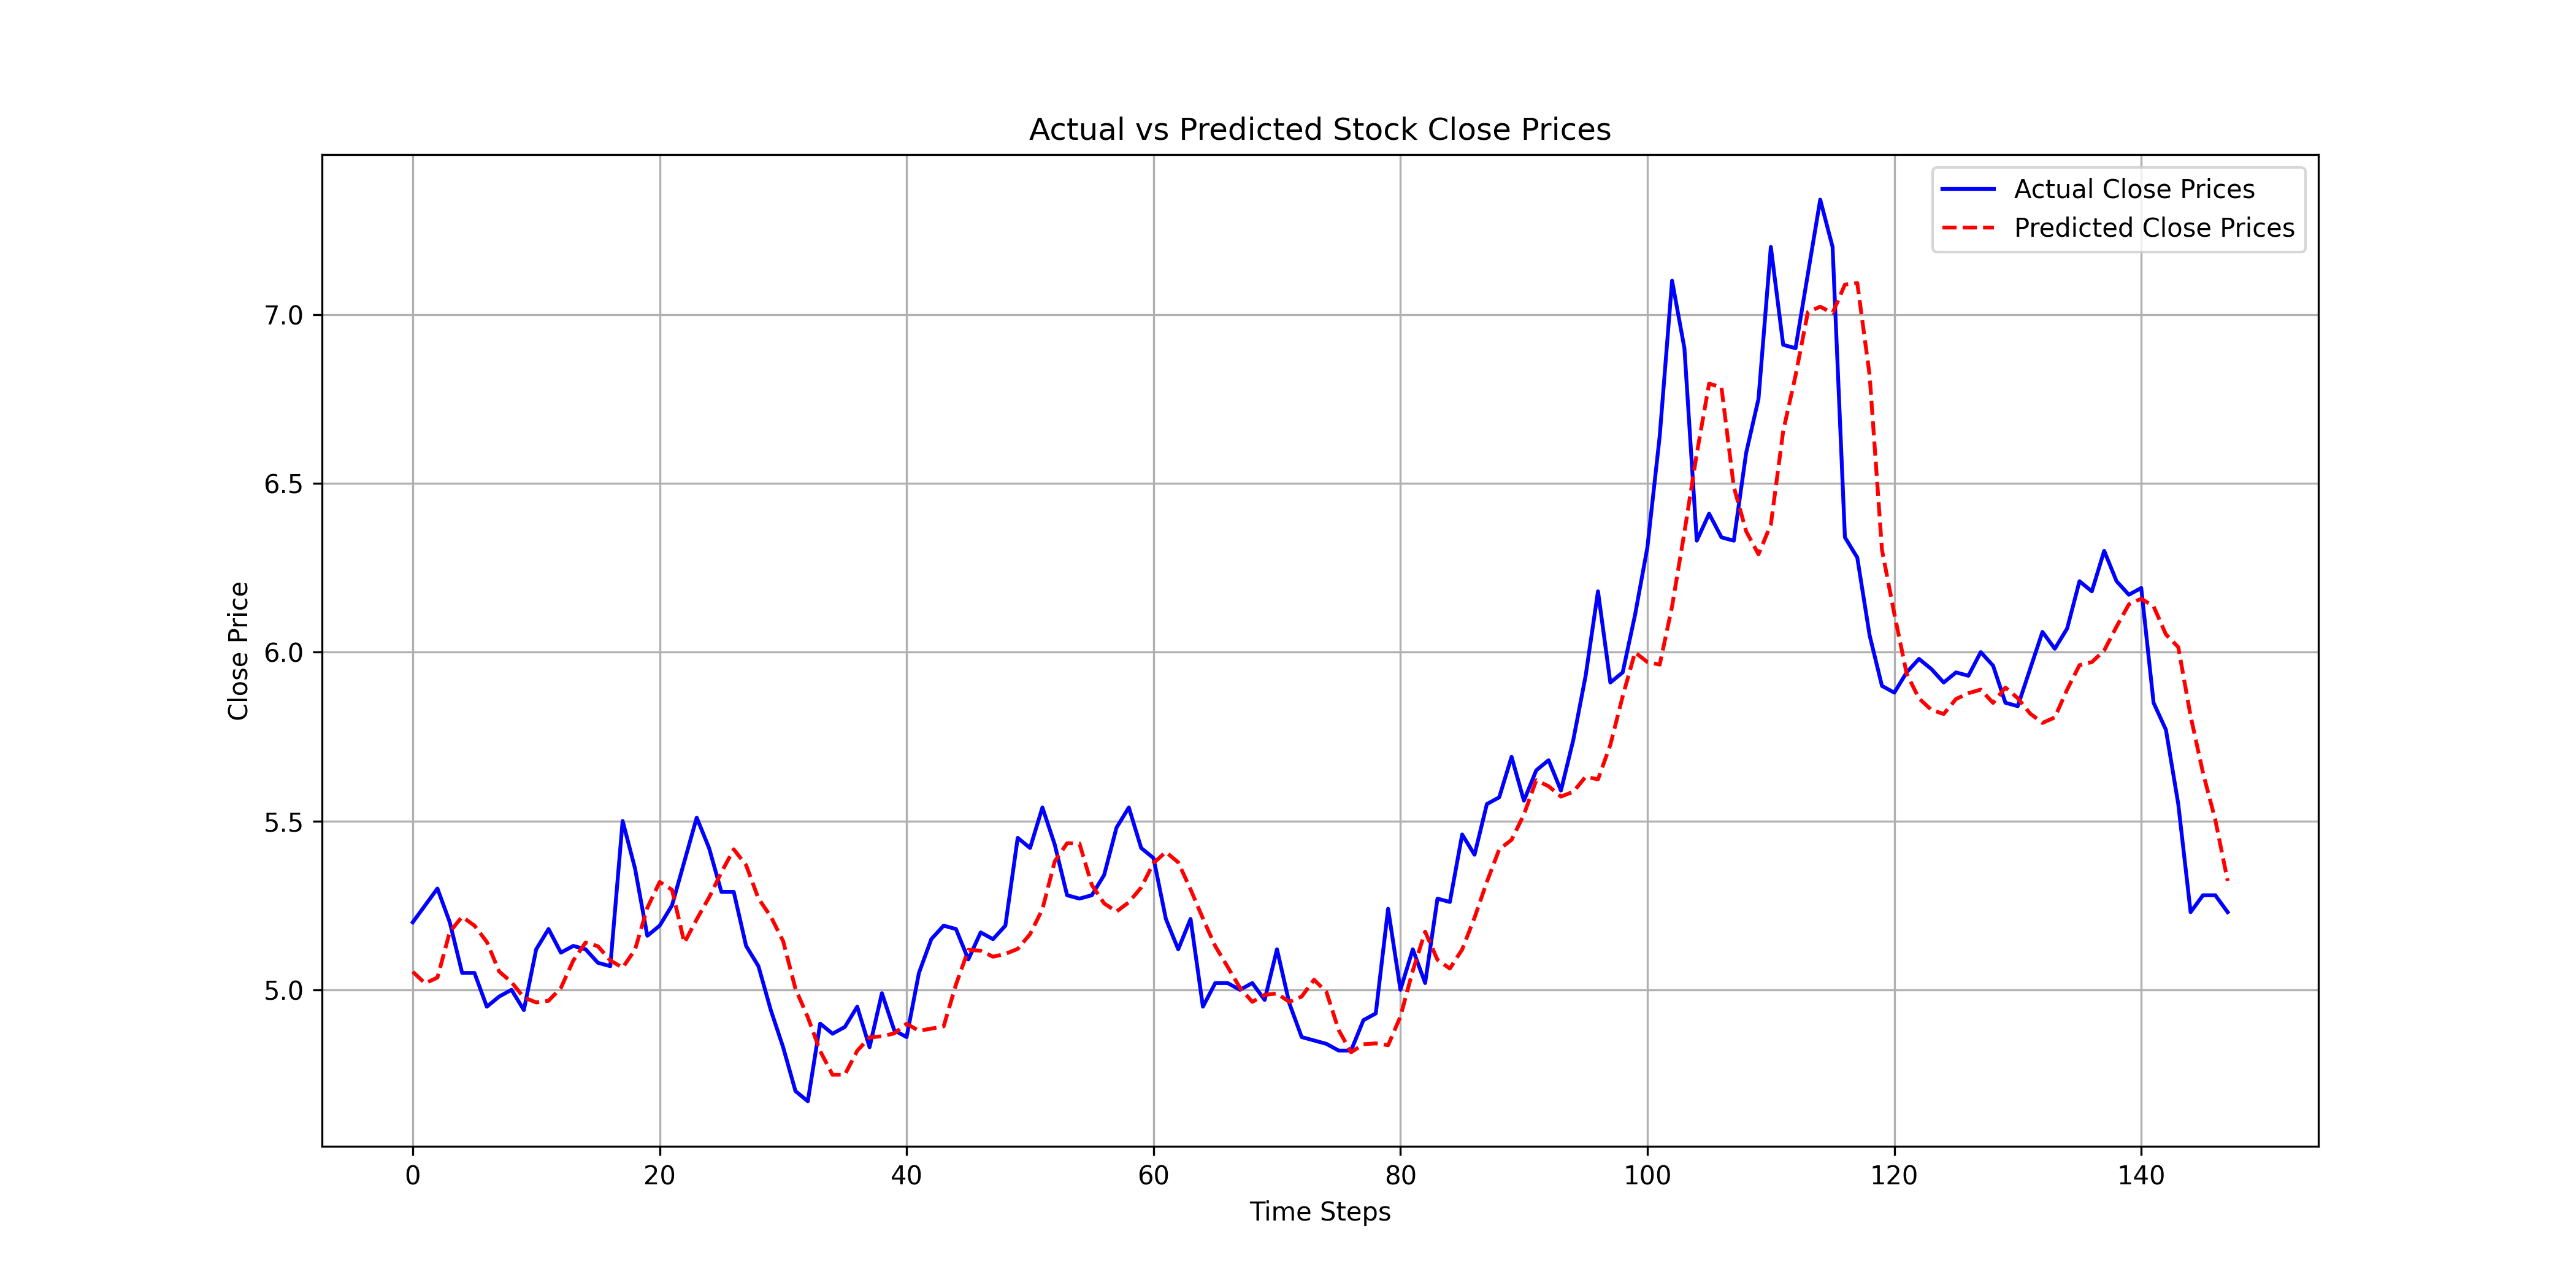 Actual vs Predicted Stock Close Prices
Actual Close Prices
Predicted Close Prices
Close Price
7.0
6.5
6.0
5.5
5.0
0 20 40 60 80 100 120 140
Time Steps